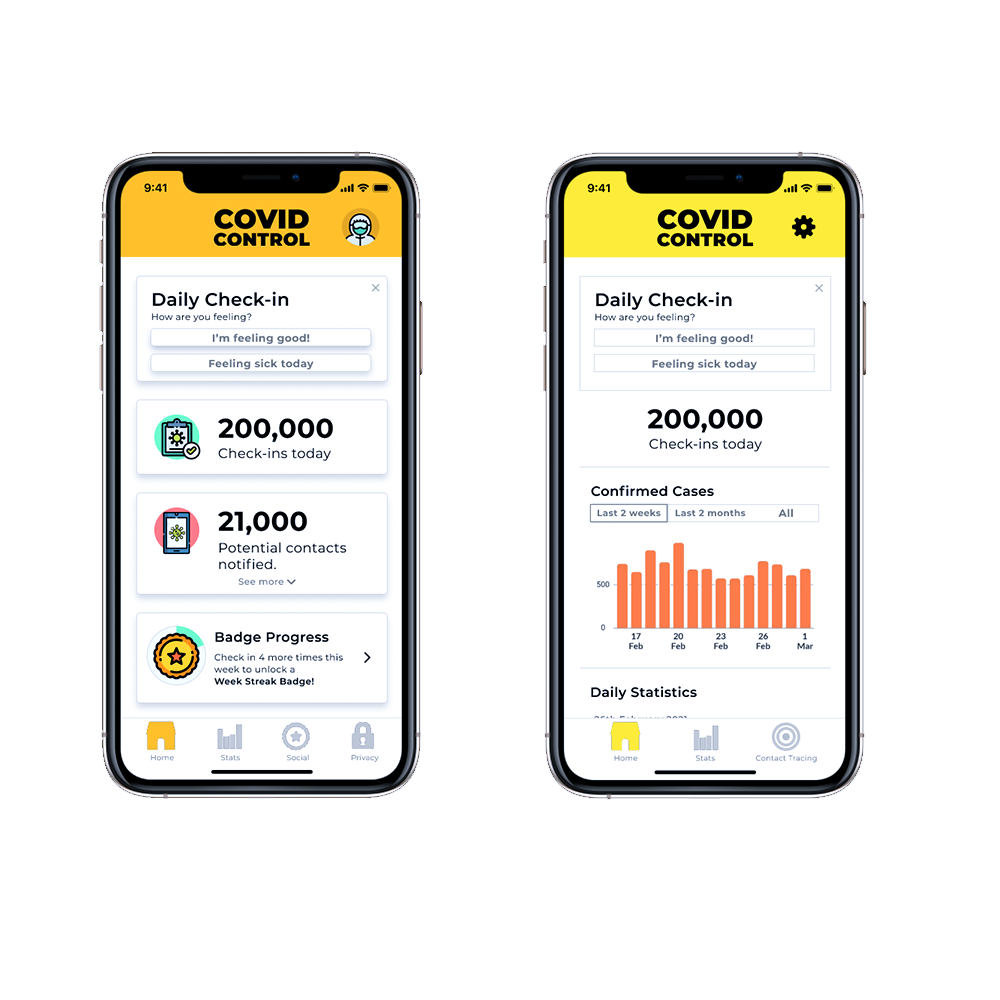 9:41
COVID
CONTROL
Daily Check-in
How are you feeling?
I'm feeling good!
Feeling sick today
200,000
Check-ins today
21,000
Potential contacts
notified.
See more
Badge Progress
Check in 4 more times this
week to unlock a
Week Streak Badge!
Home Stats Social Privacy
9:41
COVID
CONTROL
Daily Check-in
How are you feeling?
I'm feeling good!
Feeling sick today
200,000
Check-ins today
Confirmed Cases
Last 2 weeks Last 2 months All
500
0
17 20 23 26 1
Feb Feb Feb Feb Mar
Daily Statistics
26th February 2021
Home Stats Contact Tracing